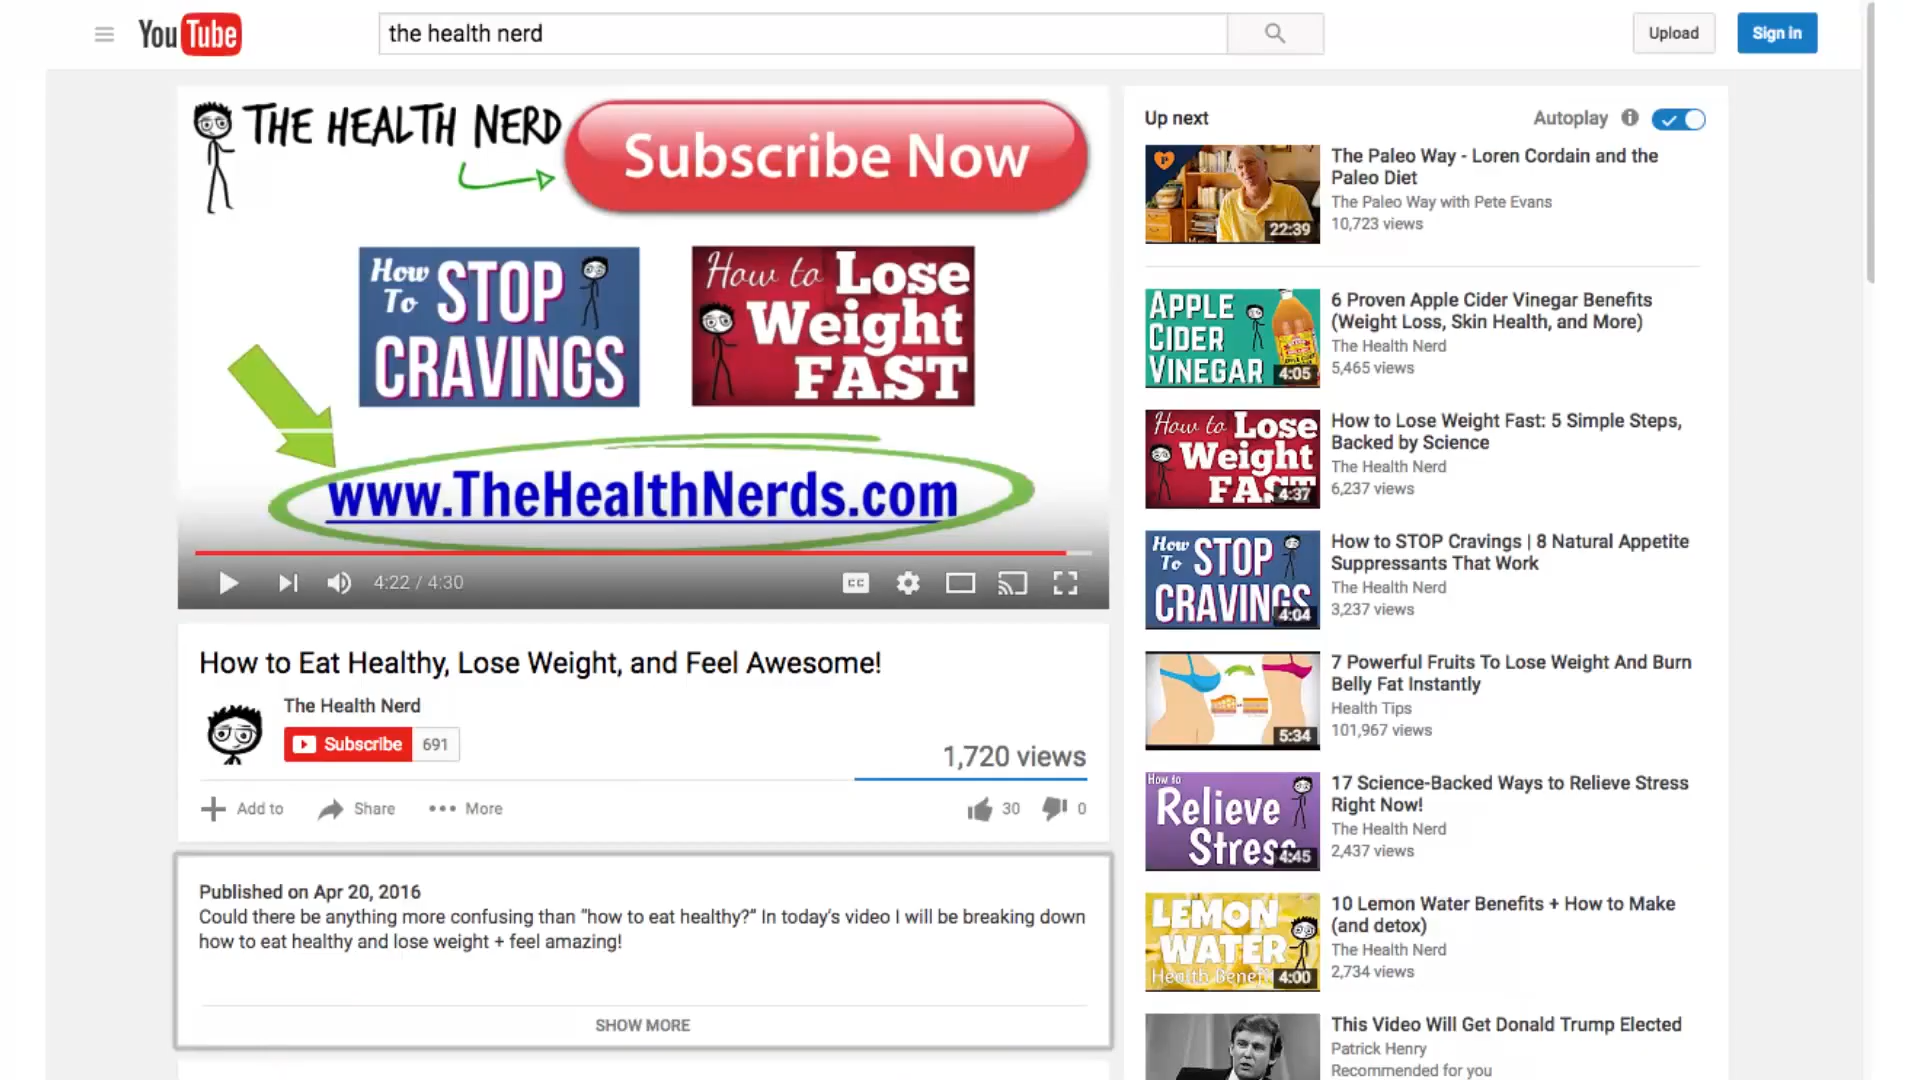 You Tube
the health nerd
Upload
Sign in
THE HEALTH NERD
Subscribe Now
How To STOP CRAVINGS
How to Lose Weight FAST
www.TheHealthNerds.com
4:22 / 4:30
CC
How to Eat Healthy, Lose Weight, and Feel Awesome!
The Health Nerd
Subscribe 691
1,720 views
Add to
Share
More
30
0
Published on Apr 20, 2016
Could there be anything more confusing than "how to eat healthy?" In today's video I will be breaking down
how to eat healthy and lose weight + feel amazing!
SHOW MORE
Up next
Autoplay
22:39
The Paleo Way - Loren Cordain and the
Paleo Diet
The Paleo Way with Pete Evans
10,723 views
APPLE
CIDER
VINEGAR
4:05
6 Proven Apple Cider Vinegar Benefits
(Weight Loss, Skin Health, and More)
The Health Nerd
5,465 views
How to Lose
Weight
FAST
4:37
How to Lose Weight Fast: 5 Simple Steps,
Backed by Science
The Health Nerd
6,237 views
How To STOP
CRAVINGS
4:04
How to STOP Cravings | 8 Natural Appetite
Suppressants That Work
The Health Nerd
3,237 views
5:34
7 Powerful Fruits To Lose Weight And Burn
Belly Fat Instantly
Health Tips
101,967 views
How to
Relieve
Stress
4:45
17 Science-Backed Ways to Relieve Stress
Right Now!
The Health Nerd
2,437 views
LEMON
WATER
Health Benefits
4:00
10 Lemon Water Benefits + How to Make
(and detox)
The Health Nerd
2,734 views
This Video Will Get Donald Trump Elected
Patrick Henry
Recommended for you